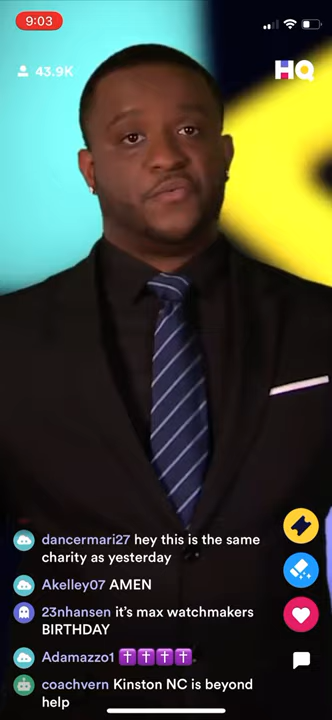 9:03
43.9K
HQ
dancermari27 hey this is the same
charity as yesterday
Akelley07 AMEN
23nhansen it's max watchmakers
BIRTHDAY
Adamazzo1 ✝️✝️✝️✝️
coachvern Kinston NC is beyond
help